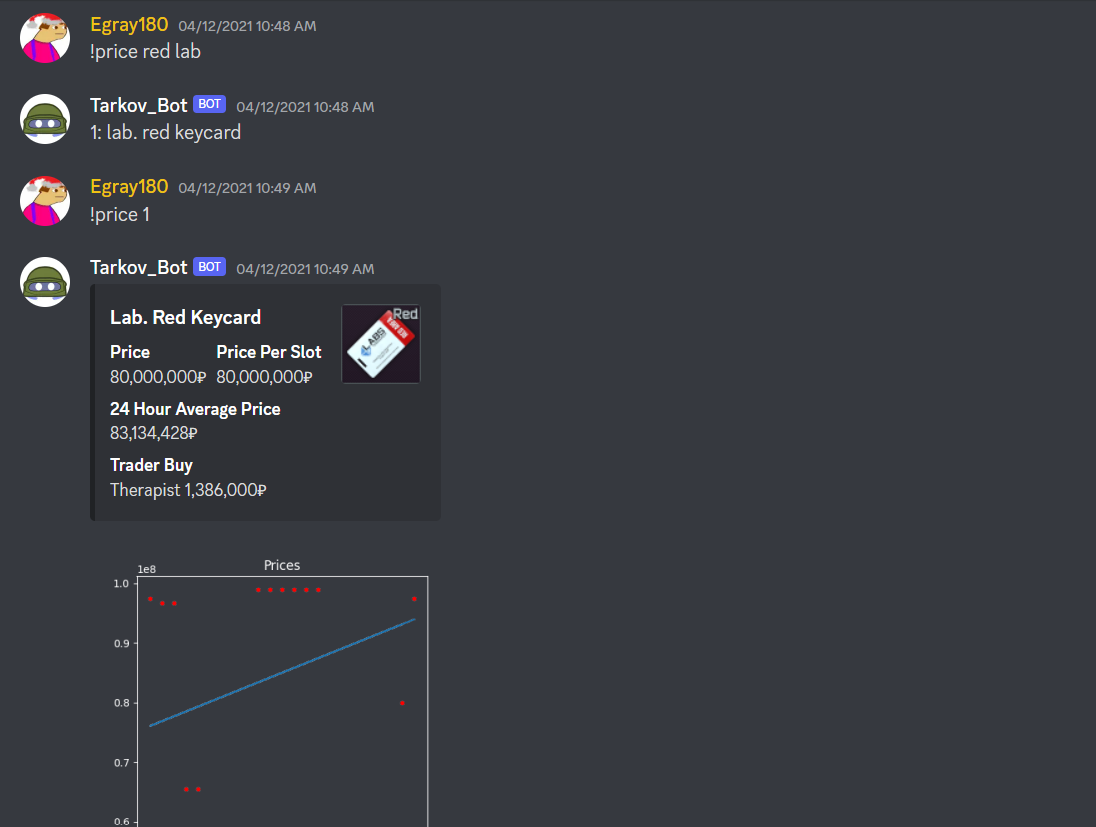 Egray180 04/12/2021 10:48 AM
!price red lab
Tarkov_Bot BOT 04/12/2021 10:48 AM
1: lab. red keycard
Egray180 04/12/2021 10:49 AM
!price 1
Tarkov_Bot BOT 04/12/2021 10:49 AM
Lab. Red Keycard
Red
LABS
Price Price Per Slot
80,000,000₽ 80,000,000₽
24 Hour Average Price
83,134,428₽
Trader Buy
Therapist 1,386,000₽
Prices
1e8
1.0
0.9
0.8
0.7
0.6